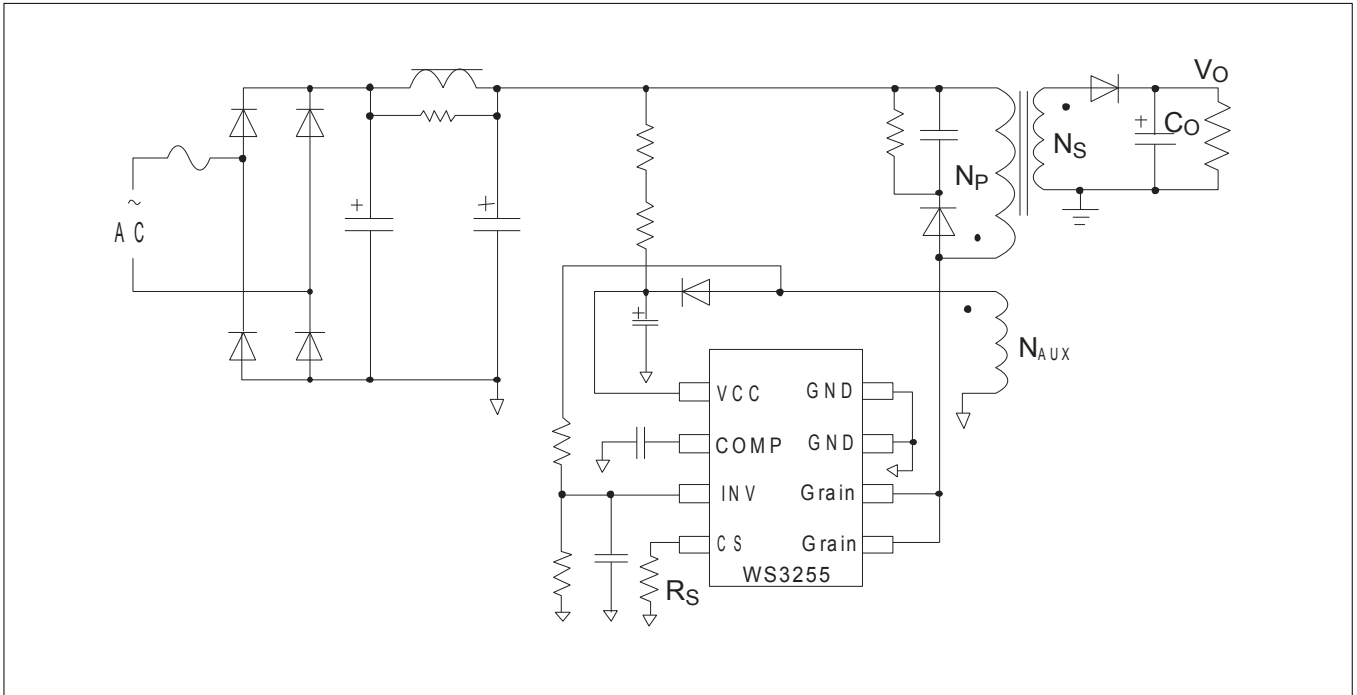 VO
+
CO
NS
NP
+
+
~
AC
+
NAUX
VCC
GND
COMP
GND
INV
Grain
CS
Grain
WS3255
RS